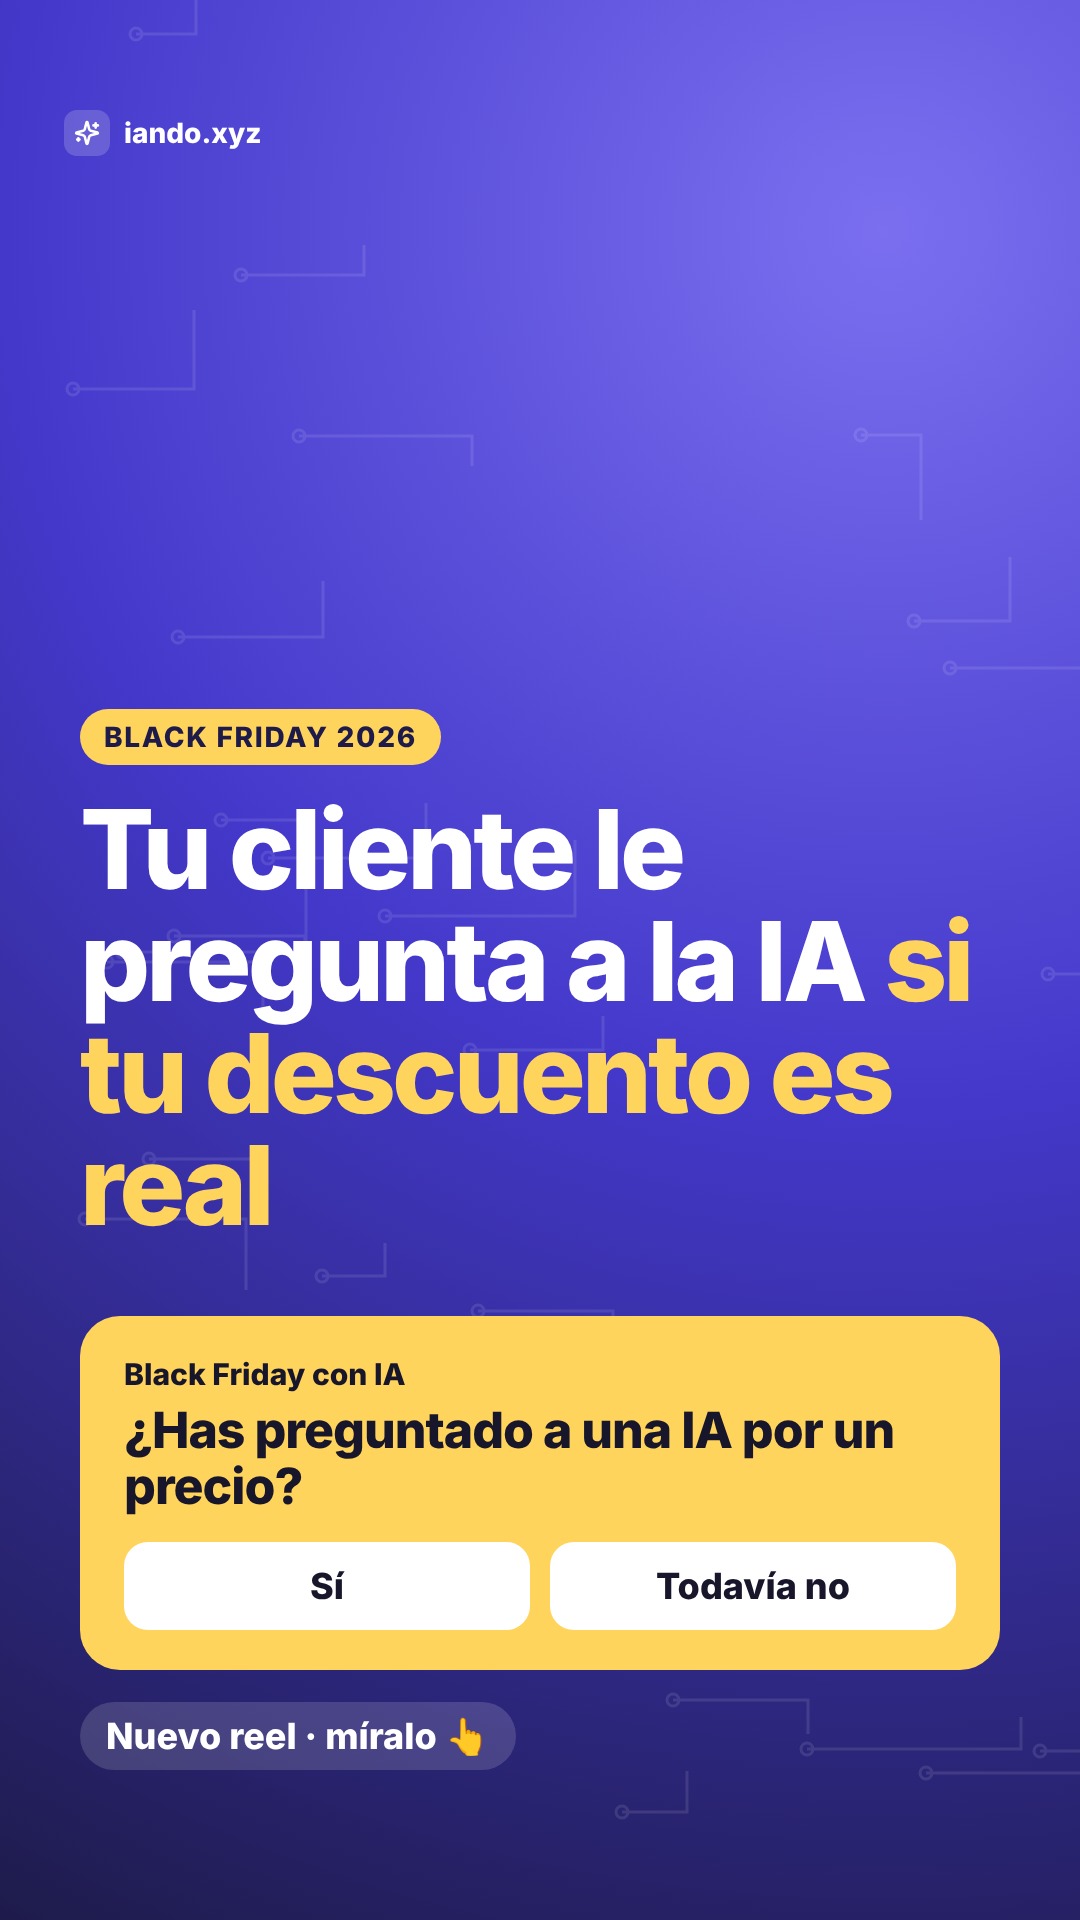 iando.xyz
BLACK FRIDAY 2026
Tu cliente le
pregunta a la IA si
tu descuento es
real
Black Friday con IA
¿Has preguntado a una IA por un
precio?
Sí
Todavía no
Nuevo reel · míralo 👆